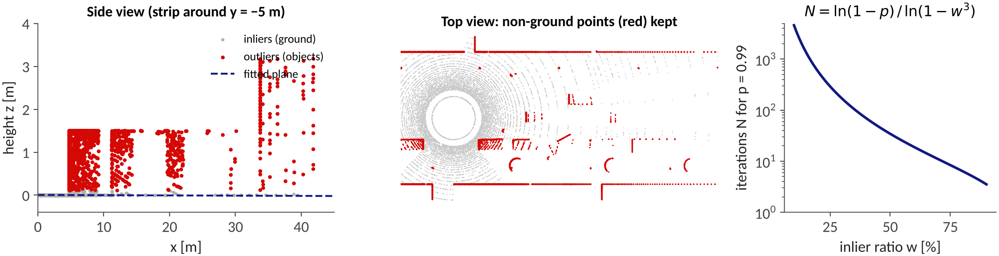 Side view (strip around y = −5 m)
4
3
2
1
0
height z [m]
inliers (ground)
outliers (objects)
fitted plane
0 10 20 30 40
x [m]
Top view: non-ground points (red) kept
N = ln(1 − p) / ln(1 − w³)
10³
10²
10¹
10⁰
iterations N for p = 0.99
25 50 75
inlier ratio w [%]